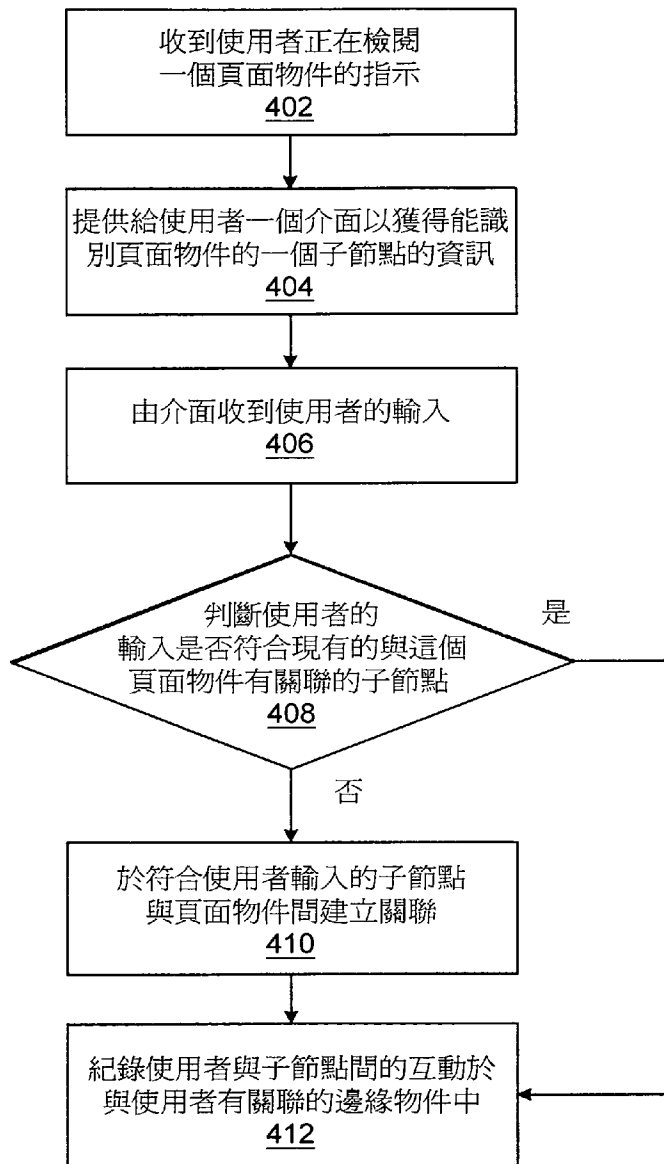 收到使用者正在檢閱
一個頁面物件的指示
402
提供給使用者一個介面以獲得能識
別頁面物件的一個子節點的資訊
404
由介面收到使用者的輸入
406
判斷使用者的
輸入是否符合現有的與這個
頁面物件有關聯的子節點
408
是
否
於符合使用者輸入的子節點
與頁面物件間建立關聯
410
紀錄使用者與子節點間的互動於
與使用者有關聯的邊緣物件中
412